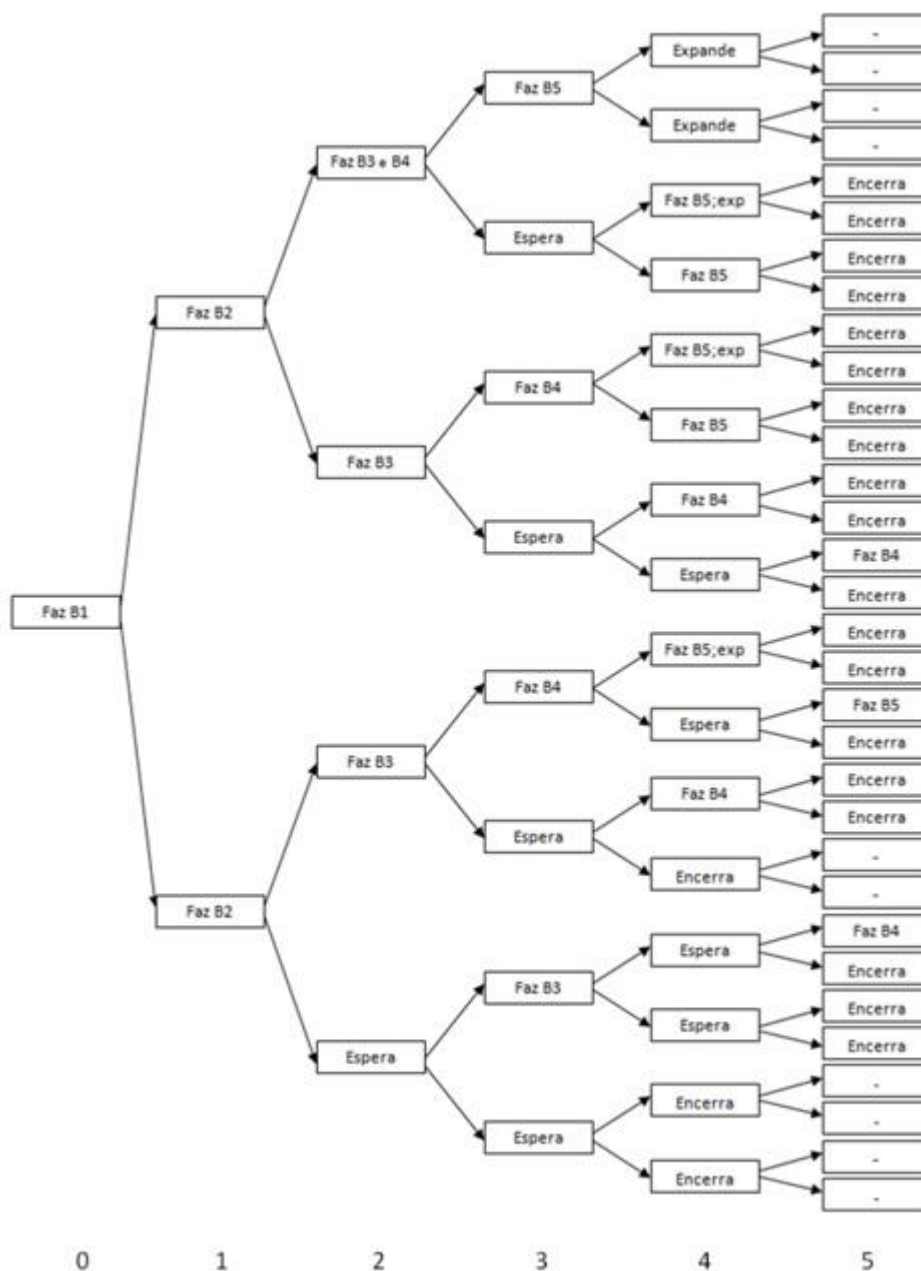 -
Expande
-
Faz B5
-
Expande
-
Faz B3 e B4
Encerra
Faz B5;exp
Encerra
Espera
Encerra
Faz B5
Encerra
Faz B2
Encerra
Faz B5;exp
Encerra
Faz B4
Encerra
Faz B5
Encerra
Faz B3
Encerra
Faz B4
Encerra
Espera
Faz B4
Espera
Encerra
Faz B1
Encerra
Faz B5;exp
Encerra
Faz B4
Faz B5
Espera
Encerra
Faz B3
Encerra
Faz B4
Encerra
Espera
-
Encerra
-
Faz B2
Faz B4
Espera
Encerra
Faz B3
Encerra
Espera
Encerra
Espera
-
Encerra
-
Espera
-
Encerra
-
0 1 2 3 4 5